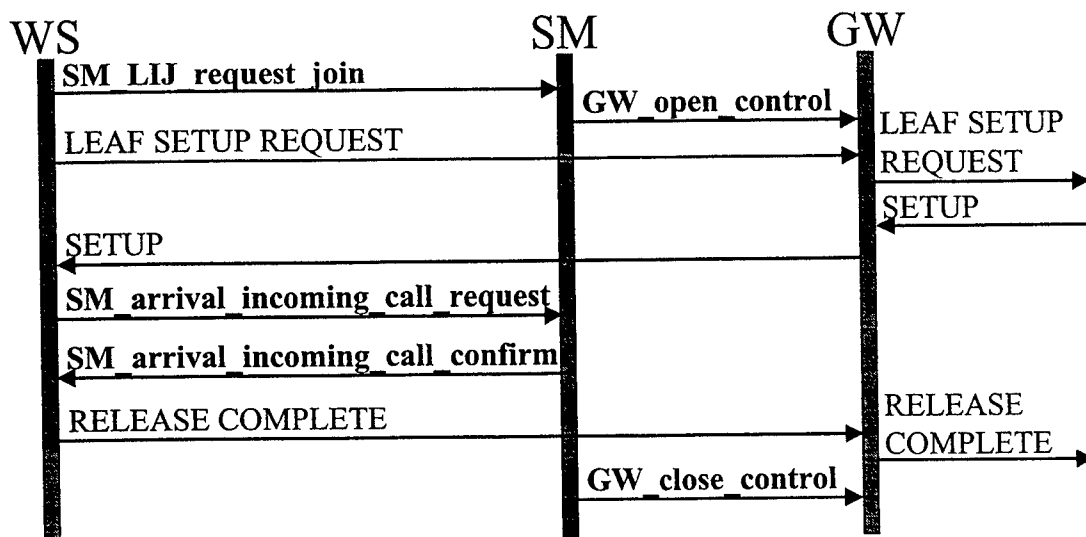 WS
SM
GW
SM_LIJ_request_join
GW_open_control
LEAF SETUP
REQUEST
LEAF SETUP REQUEST
SETUP
SETUP
SM_arrival_incoming_call_request
SM_arrival_incoming_call_confirm
RELEASE COMPLETE
RELEASE
COMPLETE
GW_close_control